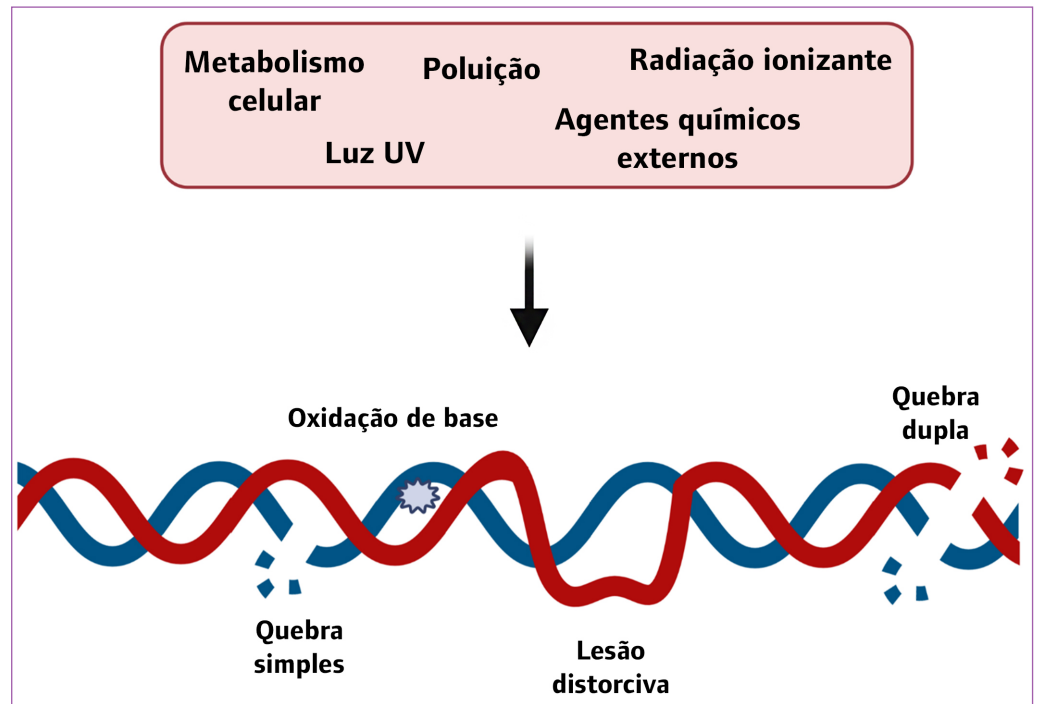 Metabolismo
celular
Poluição
Radiação ionizante
Luz UV
Agentes químicos
externos
Oxidação de base
Quebra
dupla
Quebra
simples
Lesão
distorciva